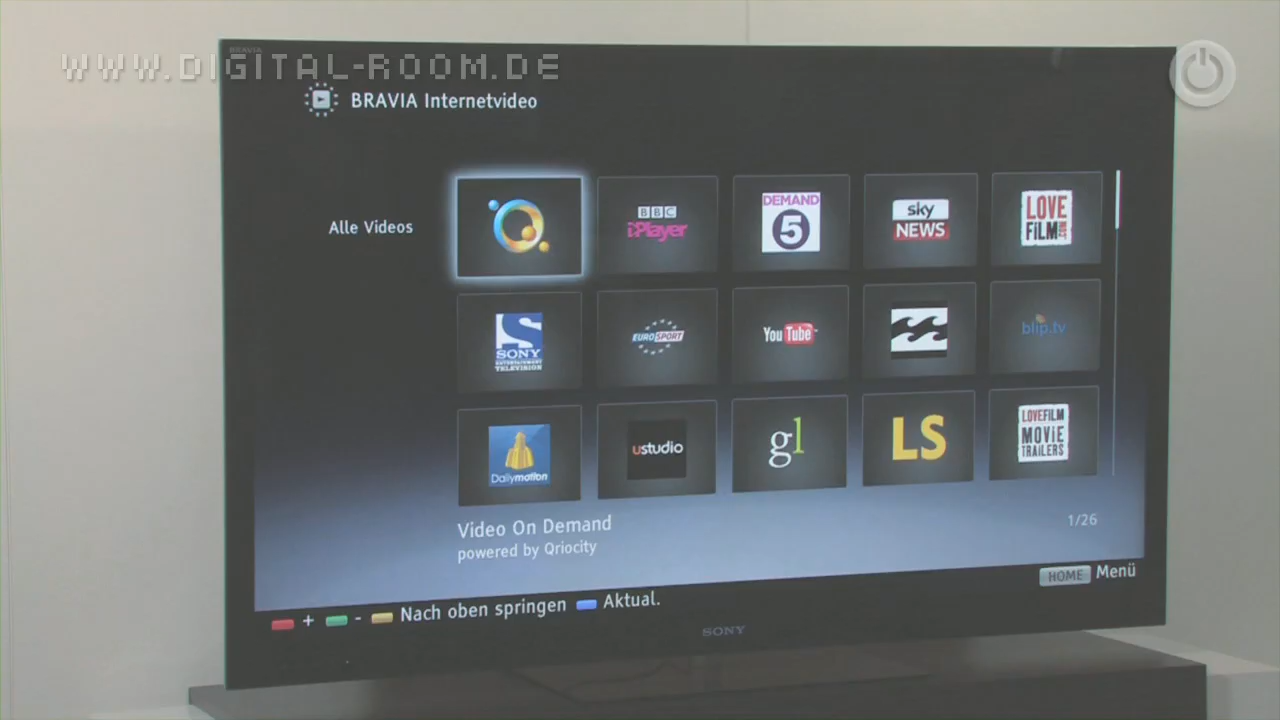 BRAVIA
WWW.DIGITAL-ROOM.DE
BRAVIA Internetvideo
Alle Videos
BBC
iPlayer
DEMAND
5
sky
NEWS
LOVE
FiLM
S
SONY
ENTERTAINMENT
TELEVISION
EUROSPORT
YouTube
blip.tv
Dailymotion
ustudio
gl
LS
LOVEFiLM
MOViE
TRAiLERS
Video On Demand
powered by Qriocity
1/26
HOME Menü
+ - Nach oben springen Aktual.
SONY